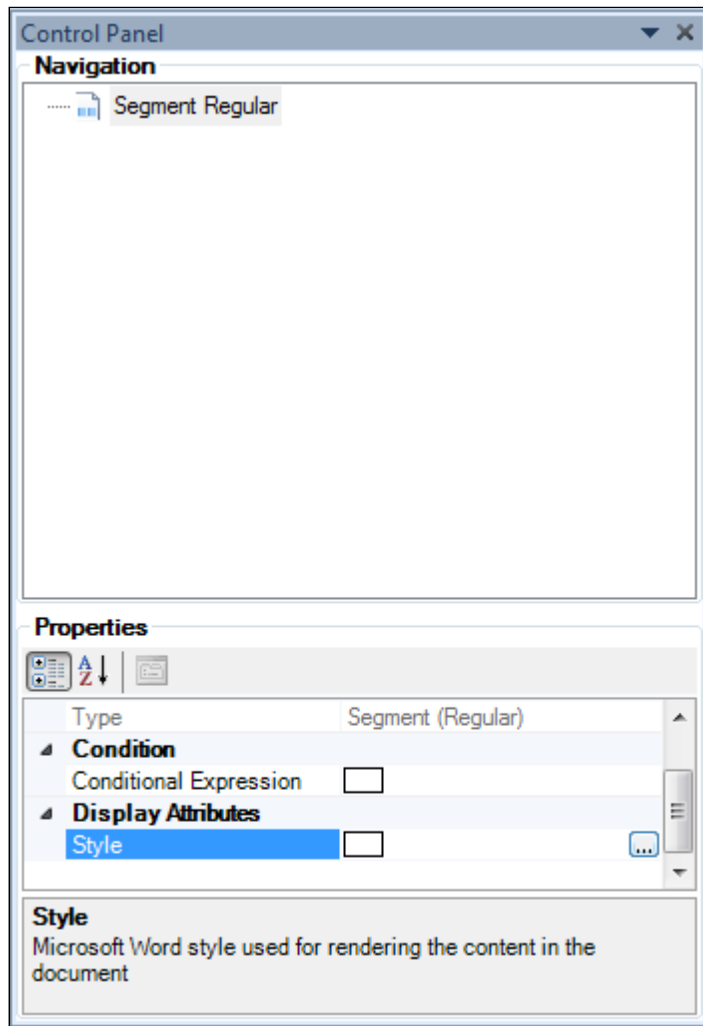 Control Panel
Navigation
Segment Regular
Properties
A
Z
Type Segment (Regular)
Condition
Conditional Expression
Display Attributes
Style ...
Style
Microsoft Word style used for rendering the content in the
document